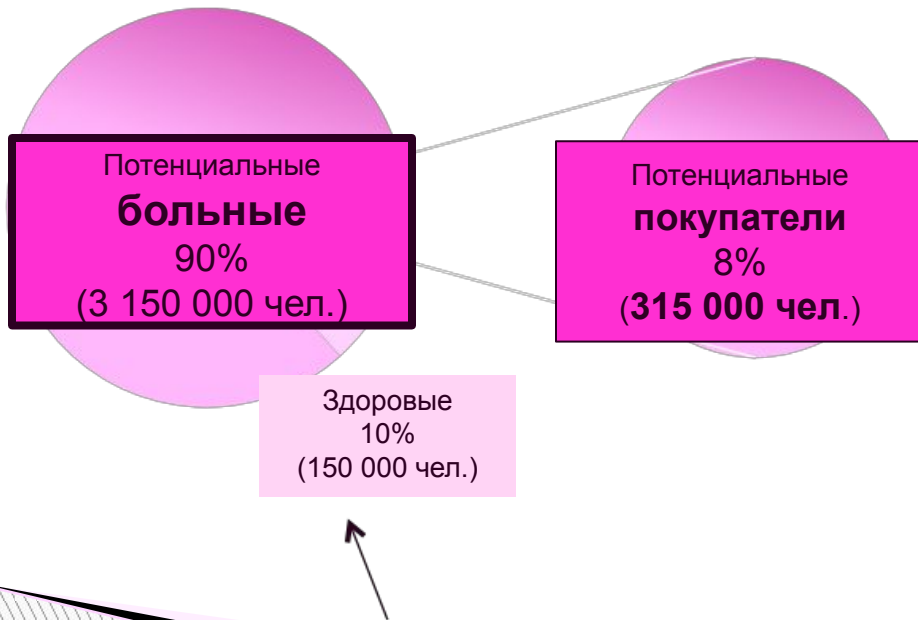 Потенциальные
больные
90%
(3 150 000 чел.)
Потенциальные
покупатели
8%
(315 000 чел.)
Здоровые
10%
(150 000 чел.)